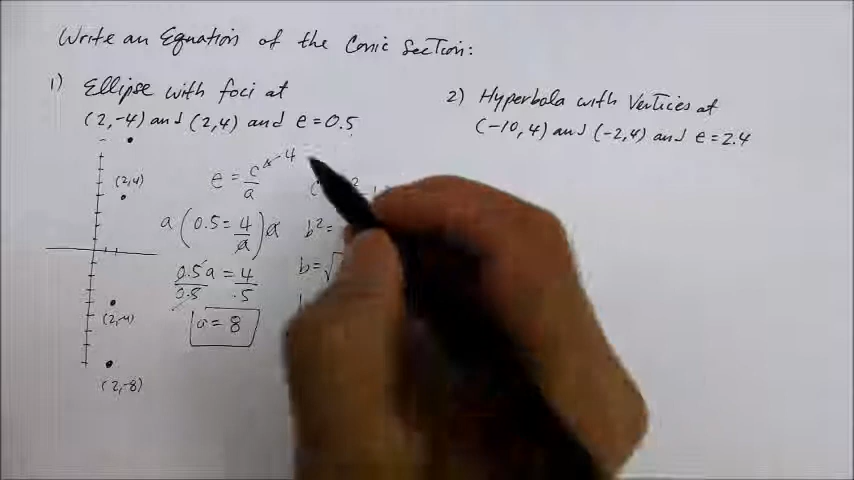 Write an Equation of the Conic Section:
1) Ellipse with foci at
(2,-4) and (2,4) and e = 0.5
2) Hyperbola with Vertices at
(-10, 4) and (-2,4) and e = 2.4
(2,4)
(2,-4)
(2,-8)
e = c/a 4
a (0.5 = 4/a) a
0.5a/0.5 = 4/.5
a = 8
b² =
b = √